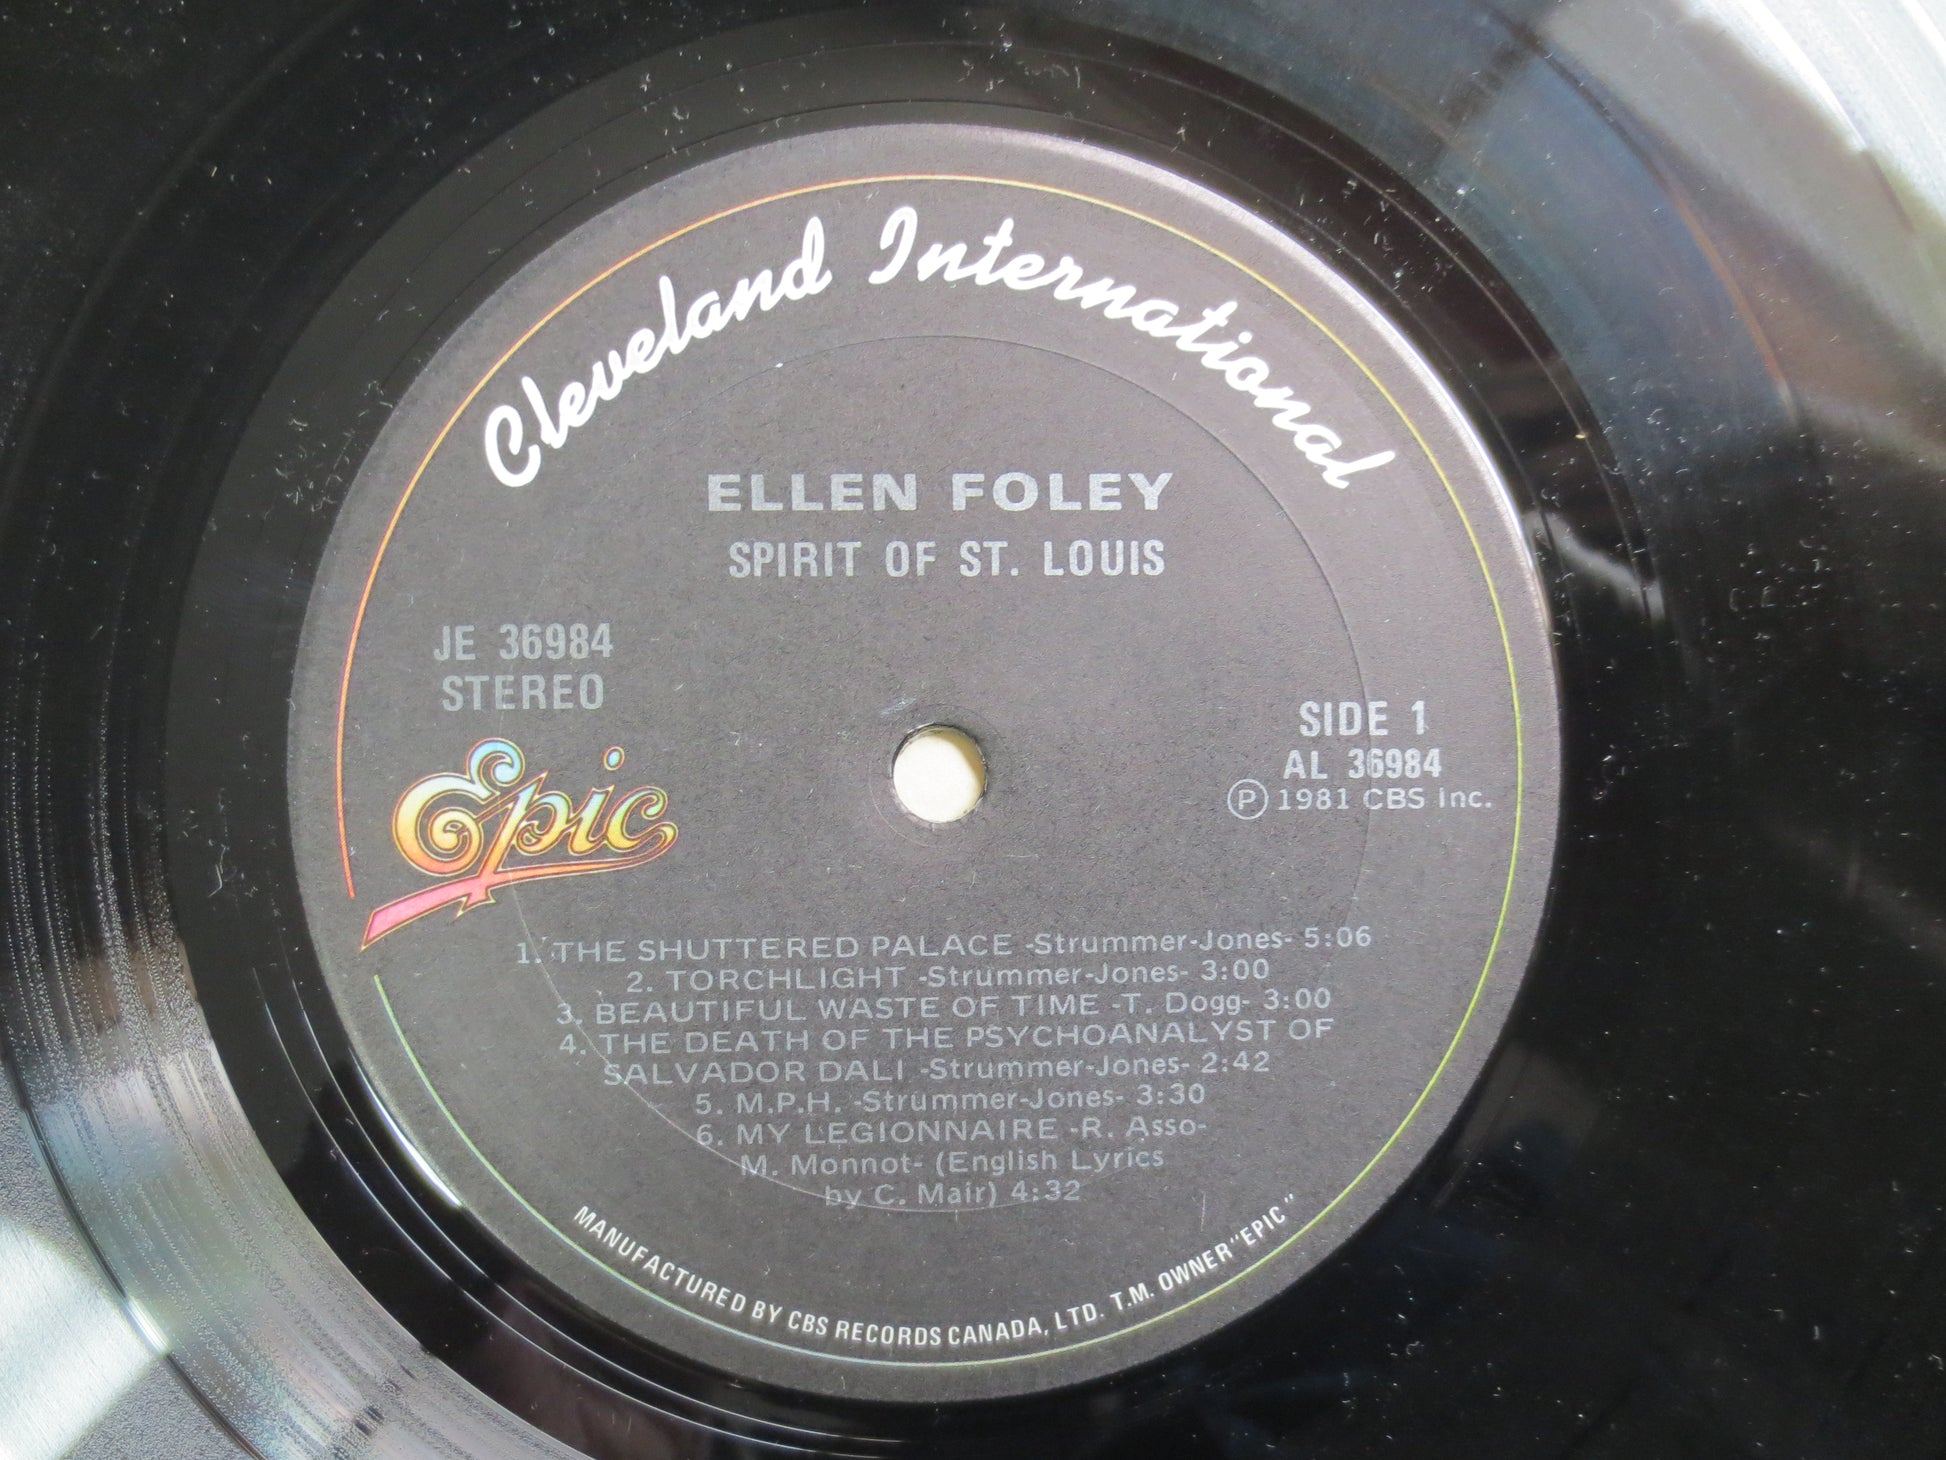 Cleveland International
ELLEN FOLEY
SPIRIT OF ST. LOUIS
JE 36984
STEREO
SIDE 1
AL 36984
Ⓟ 1981 CBS Inc.
Epic
1. THE SHUTTERED PALACE -Strummer-Jones- 5:06
2. TORCHLIGHT -Strummer-Jones- 3:00
3. BEAUTIFUL WASTE OF TIME -T. Dogg- 3:00
4. THE DEATH OF THE PSYCHOANALYST OF
SALVADOR DALI -Strummer-Jones- 2:42
5. M.P.H. -Strummer-Jones- 3:30
6. MY LEGIONNAIRE -R. Asso-
M. Monnot- (English Lyrics
by C. Mair) 4:32
MANUFACTURED BY CBS RECORDS CANADA, LTD. T.M. OWNER "EPIC"